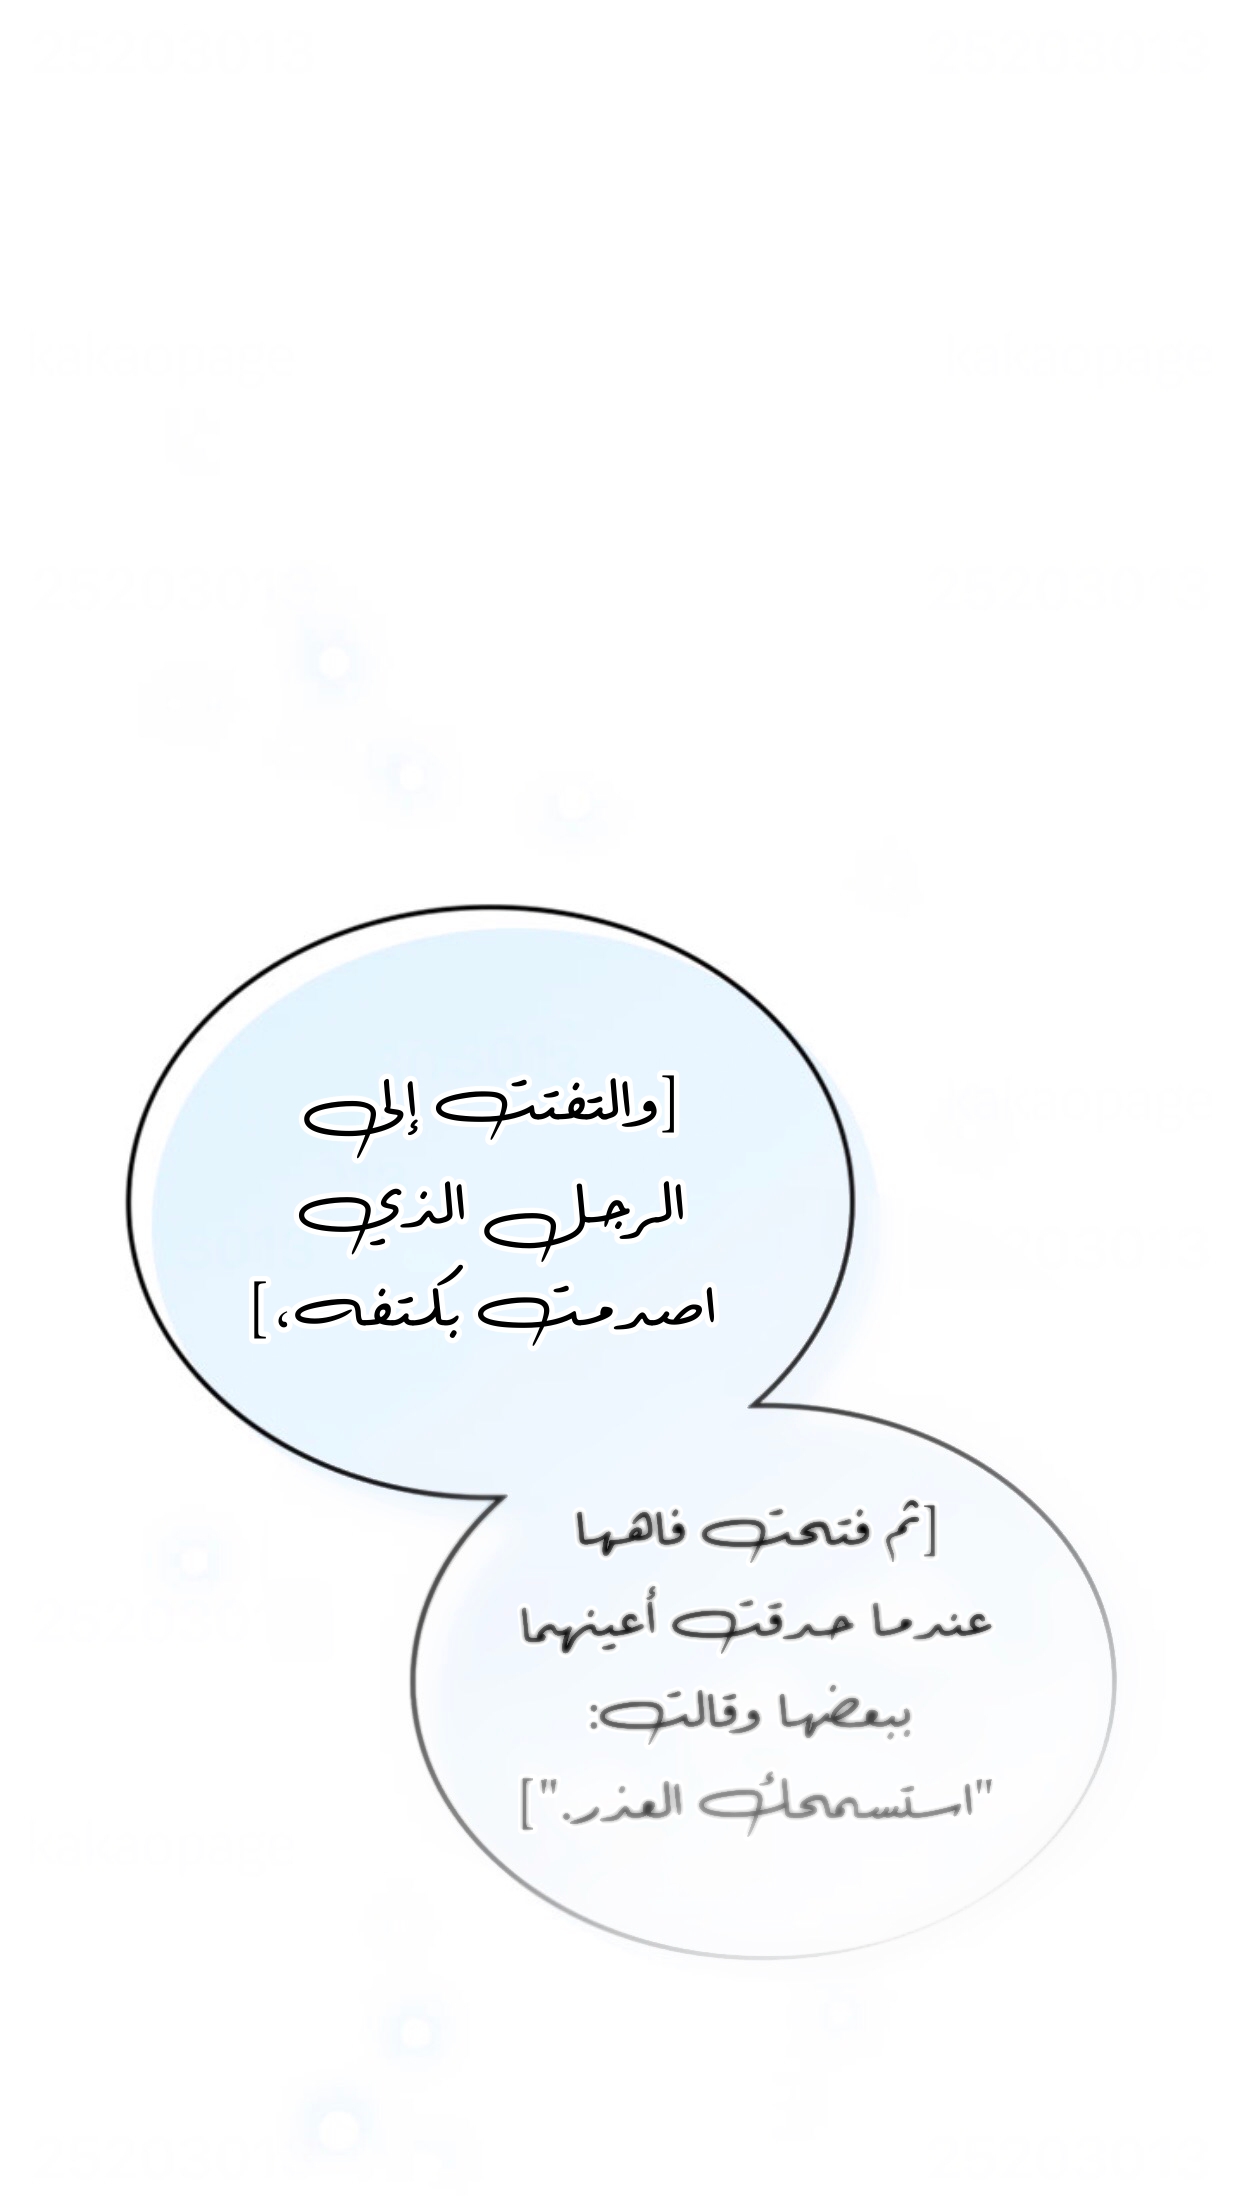 [والتفتت إلى
الرجل الذي
اصدمت بكتفه،]
[ثم فتحت فاهها
عندما حدقت أعينهما
ببعضها وقالت:
"استسمحك العذر."]